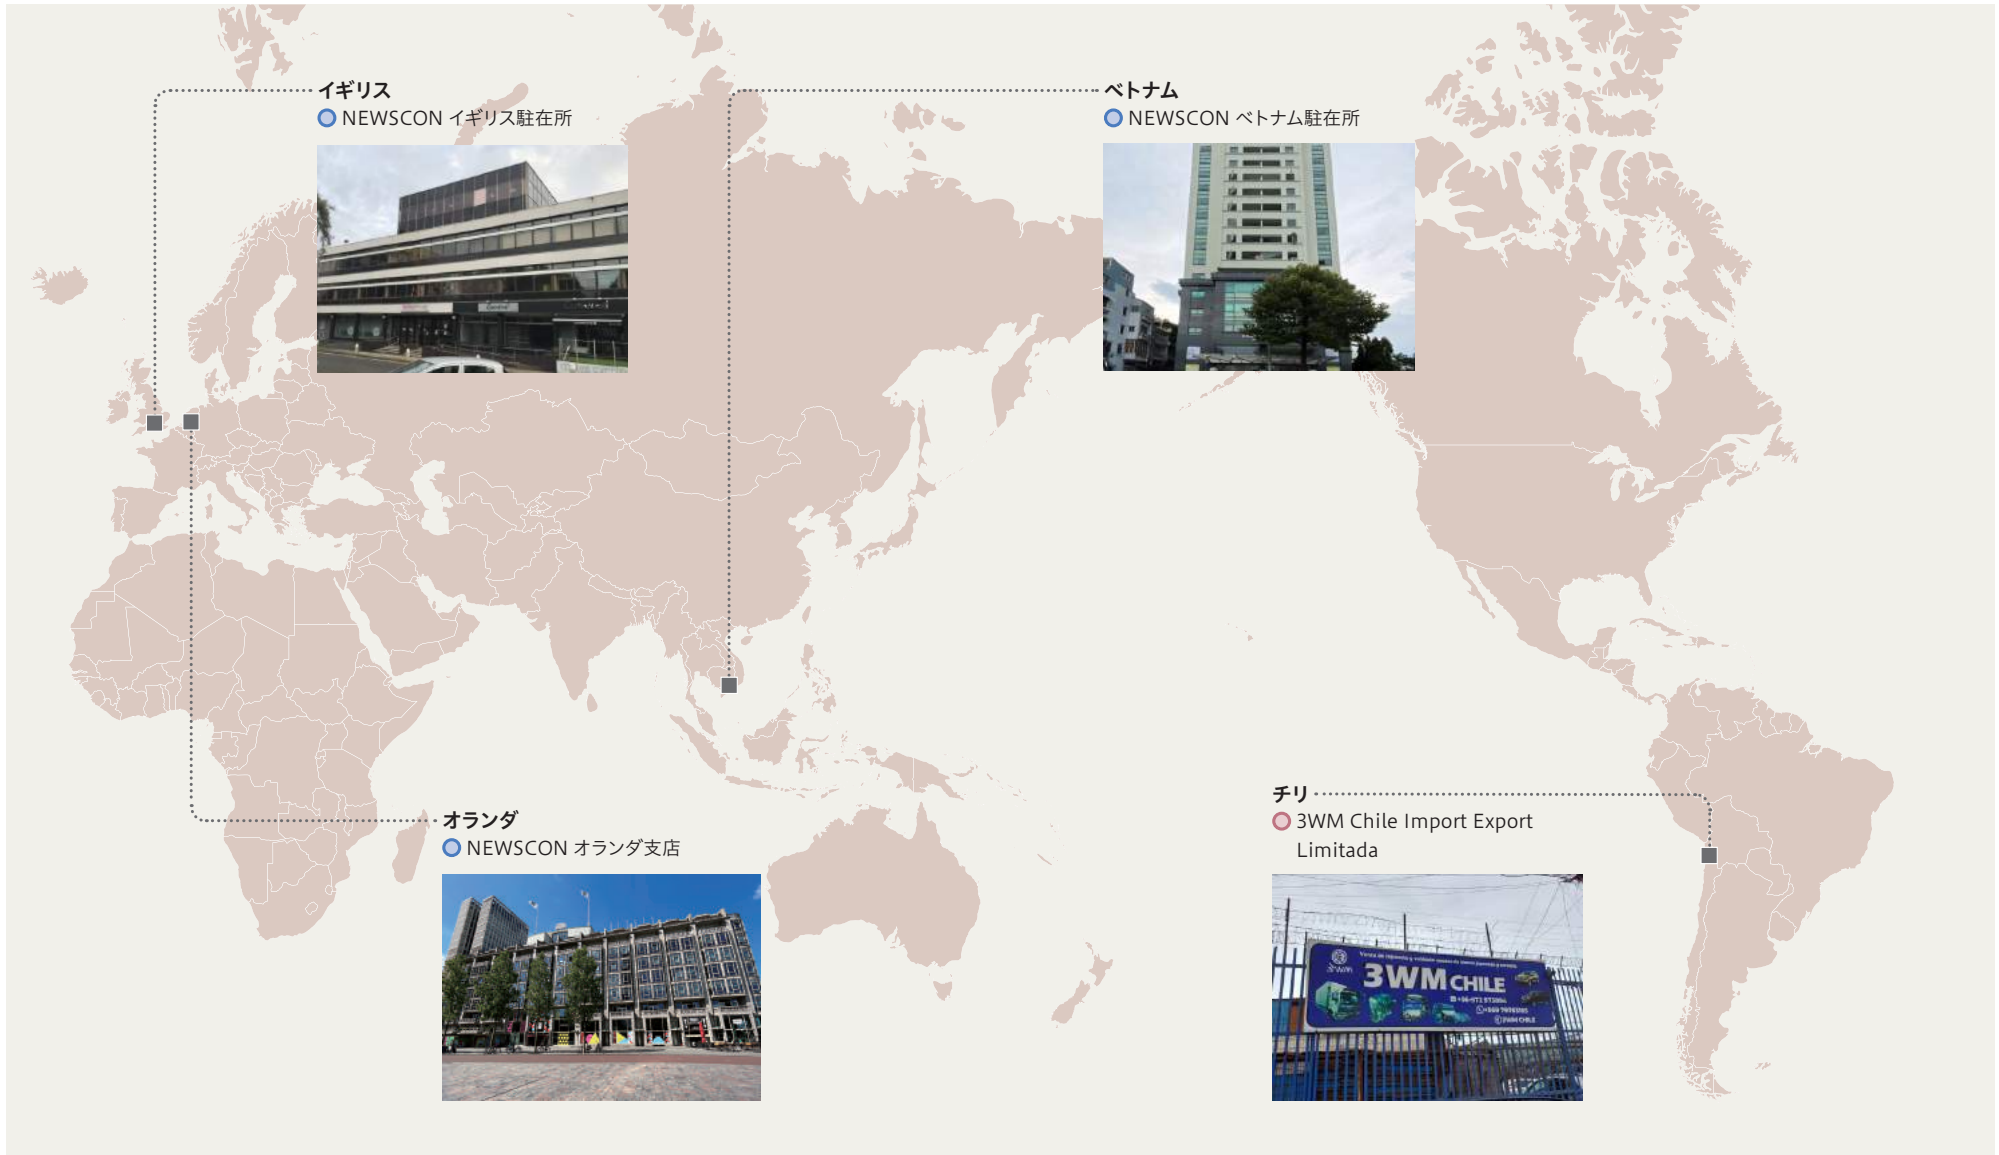 イギリス
NEWSCON イギリス駐在所
ベトナム
NEWSCON ベトナム駐在所
オランダ
NEWSCON オランダ支店
チリ
3WM Chile Import Export
Limitada
3WM CHILE
3WM CHILE